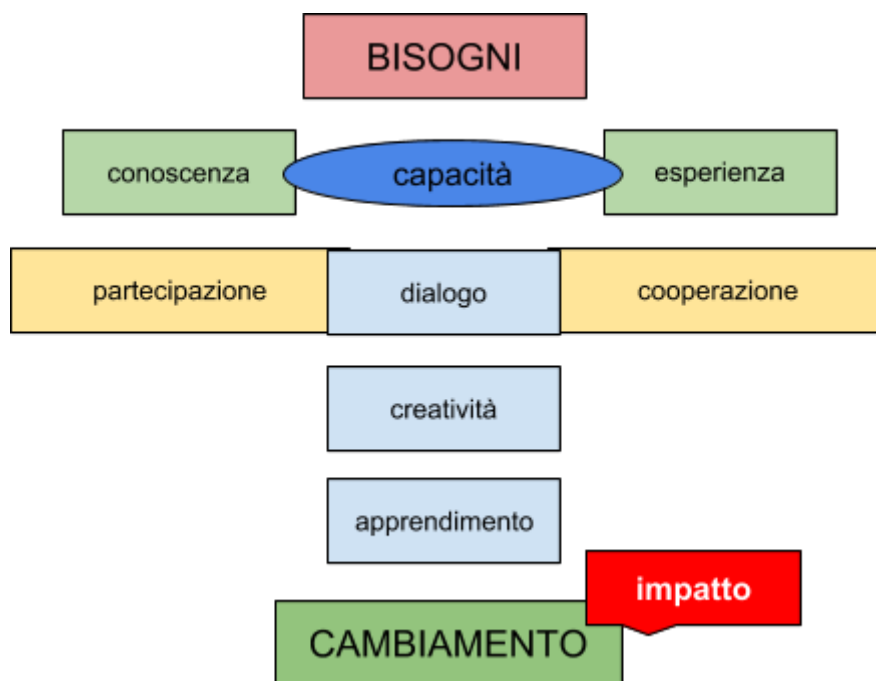 BISOGNI
conoscenza
capacità
esperienza
partecipazione
dialogo
cooperazione
creatività
apprendimento
impatto
CAMBIAMENTO